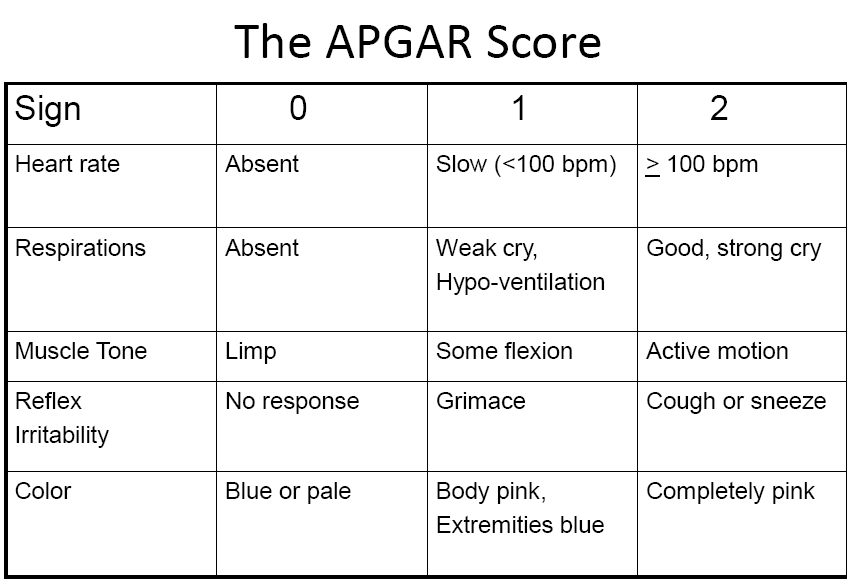 The APGAR Score
Sign 0 1 2
Heart rate Absent Slow (<100 bpm) ≥ 100 bpm
Respirations Absent Weak cry, Good, strong cry
Hypo-ventilation
Muscle Tone Limp Some flexion Active motion
Reflex No response Grimace Cough or sneeze
Irritability
Color Blue or pale Body pink, Completely pink
Extremities blue